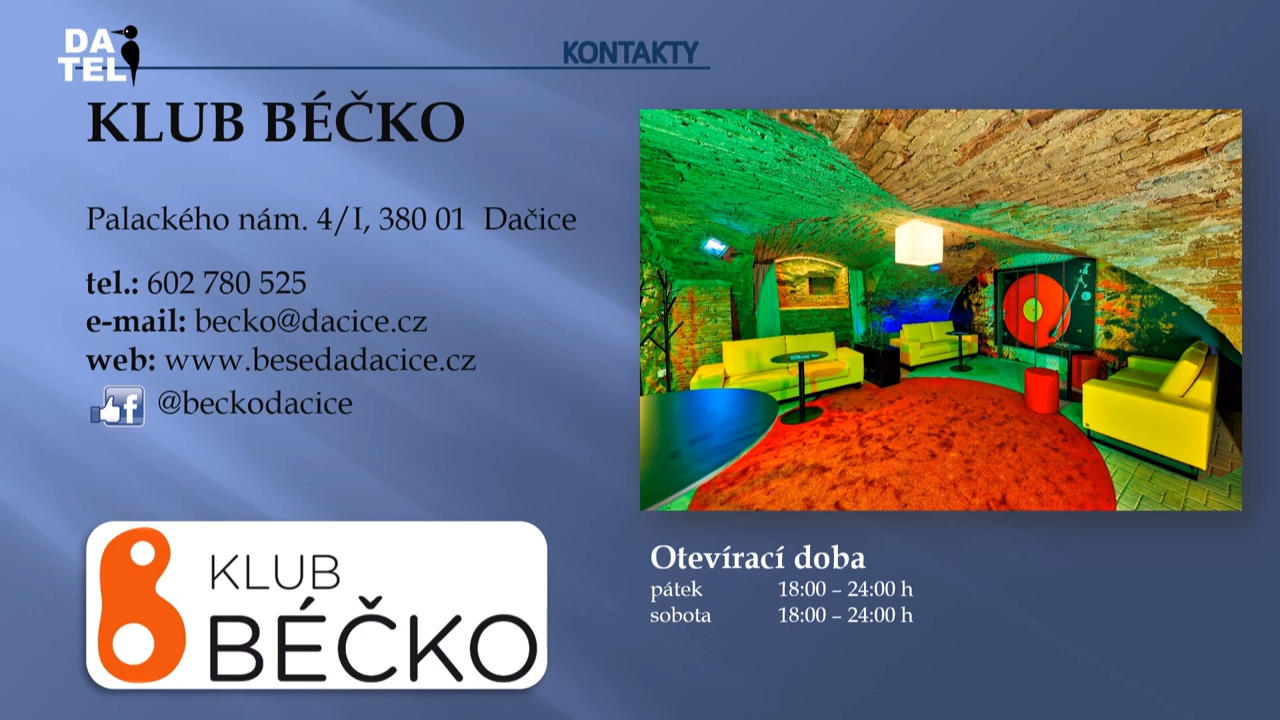 DA
TEL
KONTAKTY
KLUB BÉČKO
Palackého nám. 4/I, 380 01 Dačice
tel.: 602 780 525
e-mail: becko@dacice.cz
web: www.besedadacice.cz
f @beckodacice
KLUB
BÉČKO
Otevírací doba
pátek 18:00 – 24:00 h
sobota 18:00 – 24:00 h